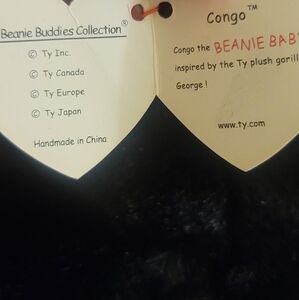 Beanie Buddies Collection®
© Ty Inc.
© Ty Canada
© Ty Europe
© Ty Japan
Handmade in China
Congo™
Congo the BEANIE BAB
inspired by the Ty plush goril
George !
www.ty.com